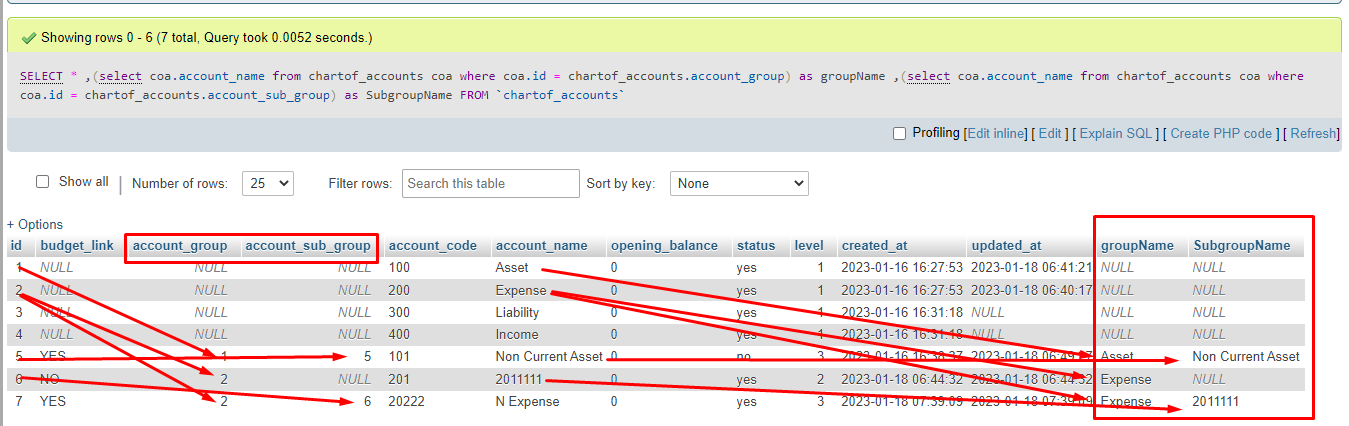 Showing rows 0 - 6 (7 total, Query took 0.0052 seconds.)
SELECT * ,(select coa.account_name from chartof_accounts coa where coa.id = chartof_accounts.account_group) as groupName ,(select coa.account_name from chartof_accounts coa where
coa.id = chartof_accounts.account_sub_group) as SubgroupName FROM `chartof_accounts`
Profiling [Edit inline] [ Edit ] [ Explain SQL ] [ Create PHP code ] [ Refresh]
Show all | Number of rows: 25 Filter rows: Search this table Sort by key: None
+ Options
id budget_link account_group account_sub_group account_code account_name opening_balance status level created_at updated_at groupName SubgroupName
1 NULL NULL NULL 100 Asset 0 yes 1 2023-01-16 16:27:53 2023-01-18 06:41:21 NULL NULL
2 NULL NULL NULL 200 Expense 0 yes 1 2023-01-16 16:27:53 2023-01-18 06:40:17 NULL NULL
3 NULL NULL NULL 300 Liability 0 yes 1 2023-01-16 16:31:18 NULL NULL NULL
4 NULL NULL NULL 400 Income 0 yes 1 2023-01-16 16:31:18 NULL NULL NULL
5 YES 1 5 101 Non Current Asset 0 no 3 2023-01-18 Asset Non Current Asset
6 NO 2 NULL 201 2011111 0 yes 2 2023-01-18 06:44:32 2023-01-18 06:44:32 Expense NULL
7 YES 2 6 20222 N Expense 0 yes 3 2023-01-18 07:39:09 2023-01-18 07:39:09 Expense 2011111